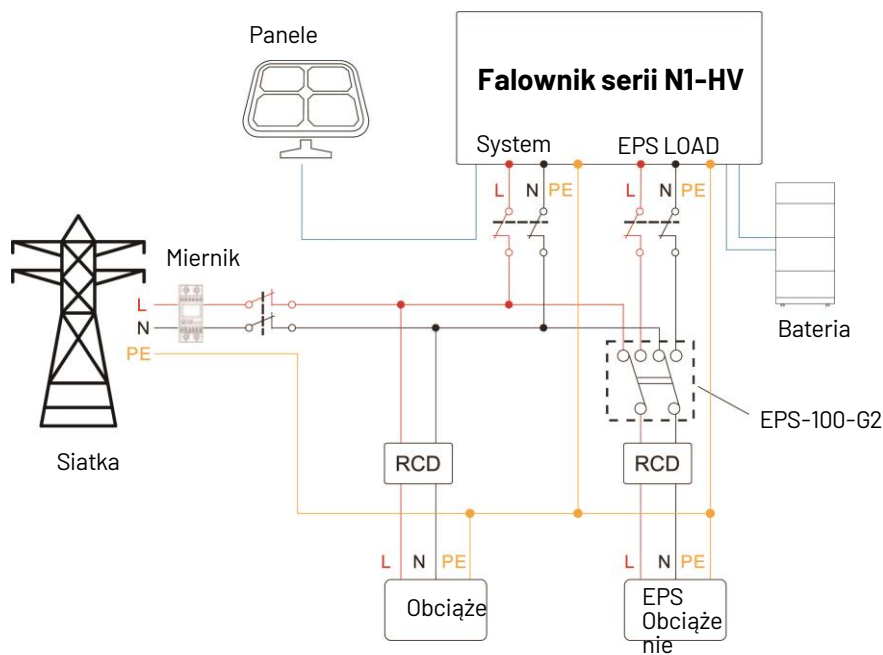 Panele
Falownik serii N1-HV
System
EPS LOAD
L N PE
L N PE
Miernik
L
N
PE
Bateria
EPS-100-G2
Siatka
RCD
RCD
L N PE
L N PE
Obciąże
EPS
Obciąże
nie